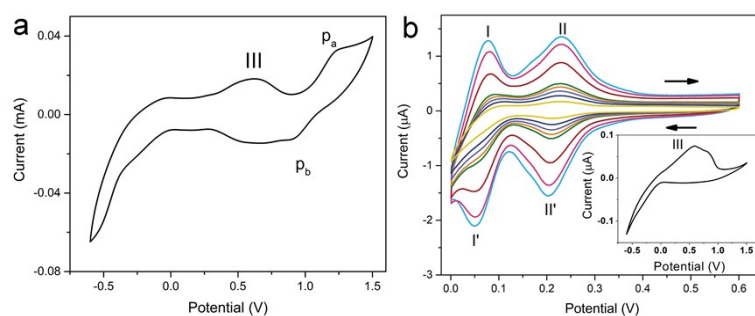 a
III
pa
pb
0.04
0.00
-0.04
-0.08
Current (mA)
-0.5
0.0
0.5
1.0
1.5
Potential (V)
b
I
II
I'
II'
1
0
-1
-2
-3
Current (µA)
0.0
0.1
0.2
0.3
0.4
0.5
0.6
Potential (V)
III
0.1
0.0
-0.1
Current (µA)
-0.5
0.0
0.5
1.0
1.5
Potential (V)